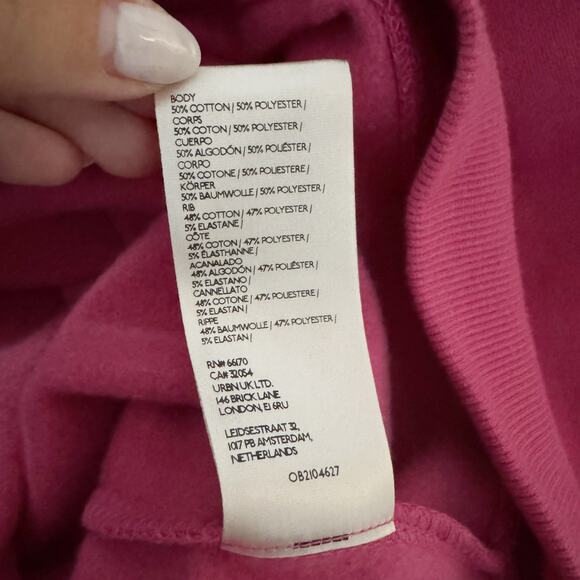 BODY
50% COTTON / 50% POLYESTER /
CORPS
50% COTON / 50% POLYESTER /
CUERPO
50% ALGODÓN / 50% POLIÉSTER /
CORPO
50% COTONE / 50% POLIESTERE /
KÖRPER
50% BAUMWOLLE / 50% POLYESTER /
RIB
48% COTTON / 47% POLYESTER /
5% ELASTANE /
CÔTE
48% COTON / 47% POLYESTER /
5% ÉLASTHANNE /
ACANALADO
48% ALGODÓN / 47% POLIÉSTER /
5% ELASTANO /
CANNELLATO
48% COTONE / 47% POLIESTERE /
5% ELASTAN /
RIPPE
48% BAUMWOLLE / 47% POLYESTER /
5% ELASTAN /
RN# 66170
CA# 32054
URBN UK LTD.
146 BRICK LANE
LONDON, E1 6RU
LEIDSESTRAAT 32,
1017 PB AMSTERDAM,
NETHERLANDS
OB2104627